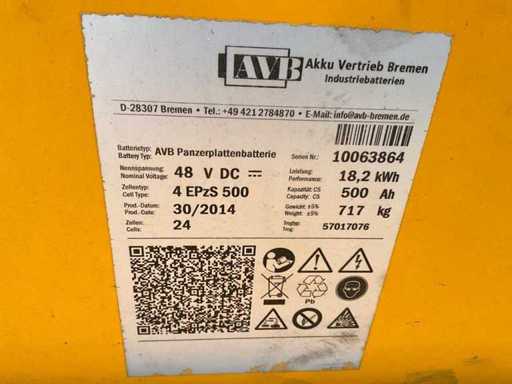 AVB Akku Vertrieb Bremen
Industriebatterien
D-28307 Bremen • Tel.: +49 421 2784870 • E-Mail: info@avb-bremen.de
Batterietyp: AVB Panzerplattenbatterie
Battery Typ:
Serien Nr.: 10063864
Nennspannung: 48 V DC
Nominal Voltage:
Leistung: 18,2 kWh
Performance:
Zellentyp: 4 EPzS 500
Cell Type:
Kapazität: C5 500 Ah
Capacity: C5
Prod.-Datum: 30/2014
Prod.-Date:
Gewicht: ±5% 717 kg
Weight: ±5%
Zellen: 24
Cells:
57017076
Pb